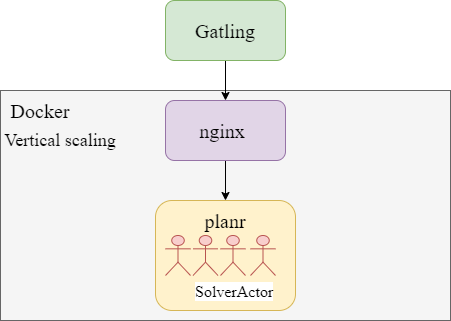 Gatling
Docker
Vertical scaling
nginx
planr
SolverActor